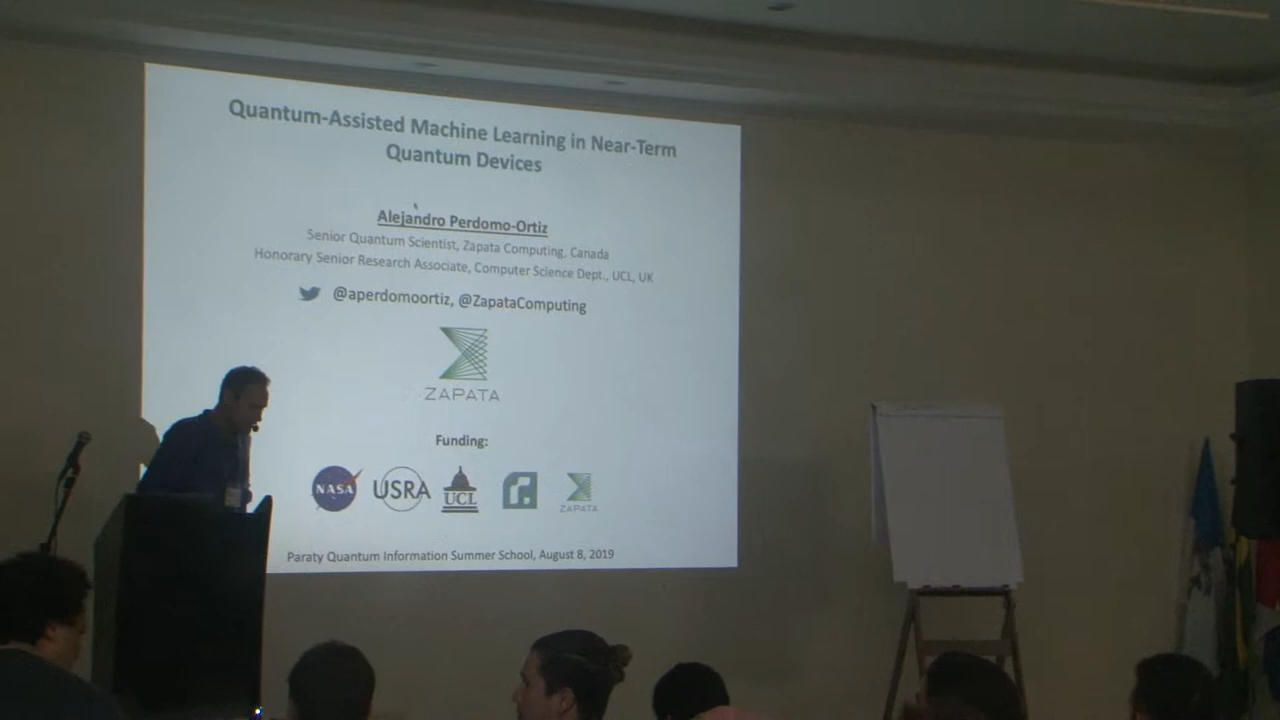 Quantum-Assisted Machine Learning in Near-Term
Quantum Devices
Alejandro Perdomo-Ortiz
Senior Quantum Scientist, Zapata Computing, Canada
Honorary Senior Research Associate, Computer Science Dept., UCL, UK
@aperdomoortiz, @ZapataComputing
ZAPATA
Funding:
NASA USRA UCL ZAPATA
Paraty Quantum Information Summer School, August 8, 2019